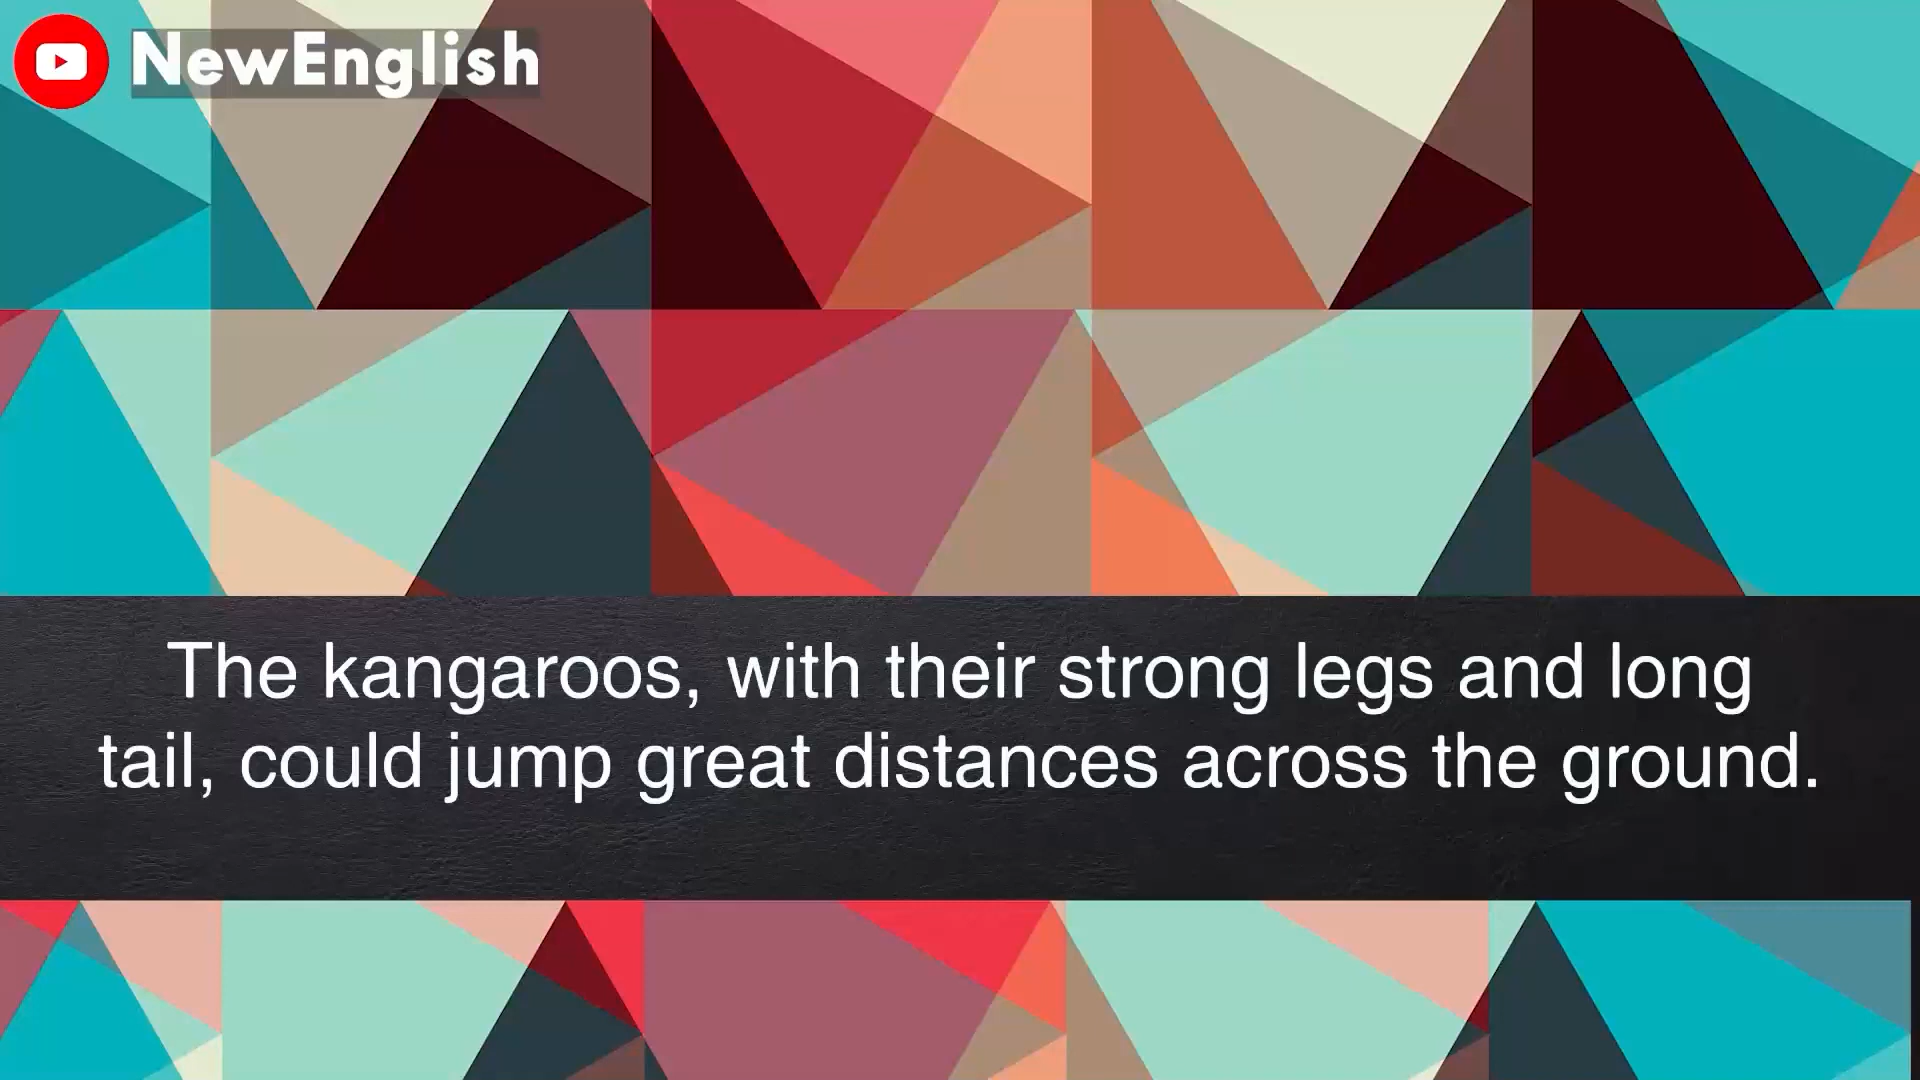 NewEnglish
The kangaroos, with their strong legs and long
tail, could jump great distances across the ground.